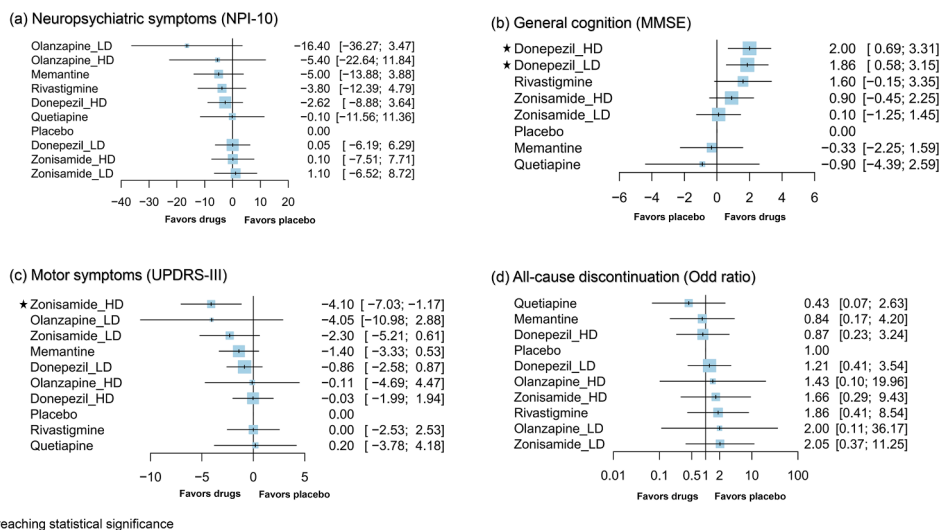 (a) Neuropsychiatric symptoms (NPI-10)
Olanzapine_LD −16.40 [−36.27; 3.47]
Olanzapine_HD −5.40 [−22.64; 11.84]
Memantine −5.00 [−13.88; 3.88]
Rivastigmine −3.80 [−12.39; 4.79]
Donepezil_HD −2.62 [−8.88; 3.64]
Quetiapine −0.10 [−11.56; 11.36]
Placebo 0.00
Donepezil_LD 0.05 [−6.19; 6.29]
Zonisamide_HD 0.10 [−7.51; 7.71]
Zonisamide_LD 1.10 [−6.52; 8.72]
−40 −30 −20 −10 0 10 20
Favors drugs Favors placebo
(b) General cognition (MMSE)
★ Donepezil_HD 2.00 [ 0.69; 3.31]
★ Donepezil_LD 1.86 [ 0.58; 3.15]
Rivastigmine 1.60 [−0.15; 3.35]
Zonisamide_HD 0.90 [−0.45; 2.25]
Zonisamide_LD 0.10 [−1.25; 1.45]
Placebo 0.00
Memantine −0.33 [−2.25; 1.59]
Quetiapine −0.90 [−4.39; 2.59]
−6 −4 −2 0 2 4 6
Favors placebo Favors drugs
(c) Motor symptoms (UPDRS-III)
★ Zonisamide_HD −4.10 [ −7.03; −1.17]
Olanzapine_LD −4.05 [−10.98; 2.88]
Zonisamide_LD −2.30 [ −5.21; 0.61]
Memantine −1.40 [ −3.33; 0.53]
Donepezil_LD −0.86 [ −2.58; 0.87]
Olanzapine_HD −0.11 [ −4.69; 4.47]
Donepezil_HD −0.03 [ −1.99; 1.94]
Placebo 0.00
Rivastigmine 0.00 [ −2.53; 2.53]
Quetiapine 0.20 [ −3.78; 4.18]
−10 −5 0 5
Favors drugs Favors placebo
(d) All-cause discontinuation (Odd ratio)
Quetiapine 0.43 [0.07; 2.63]
Memantine 0.84 [0.17; 4.20]
Donepezil_HD 0.87 [0.23; 3.24]
Placebo 1.00
Donepezil_LD 1.21 [0.41; 3.54]
Olanzapine_HD 1.43 [0.10; 19.96]
Zonisamide_HD 1.66 [0.29; 9.43]
Rivastigmine 1.86 [0.41; 8.54]
Olanzapine_LD 2.00 [0.11; 36.17]
Zonisamide_LD 2.05 [0.37; 11.25]
0.01 0.1 0.51 2 10 100
Favors drugs Favors placebo
reaching statistical significance